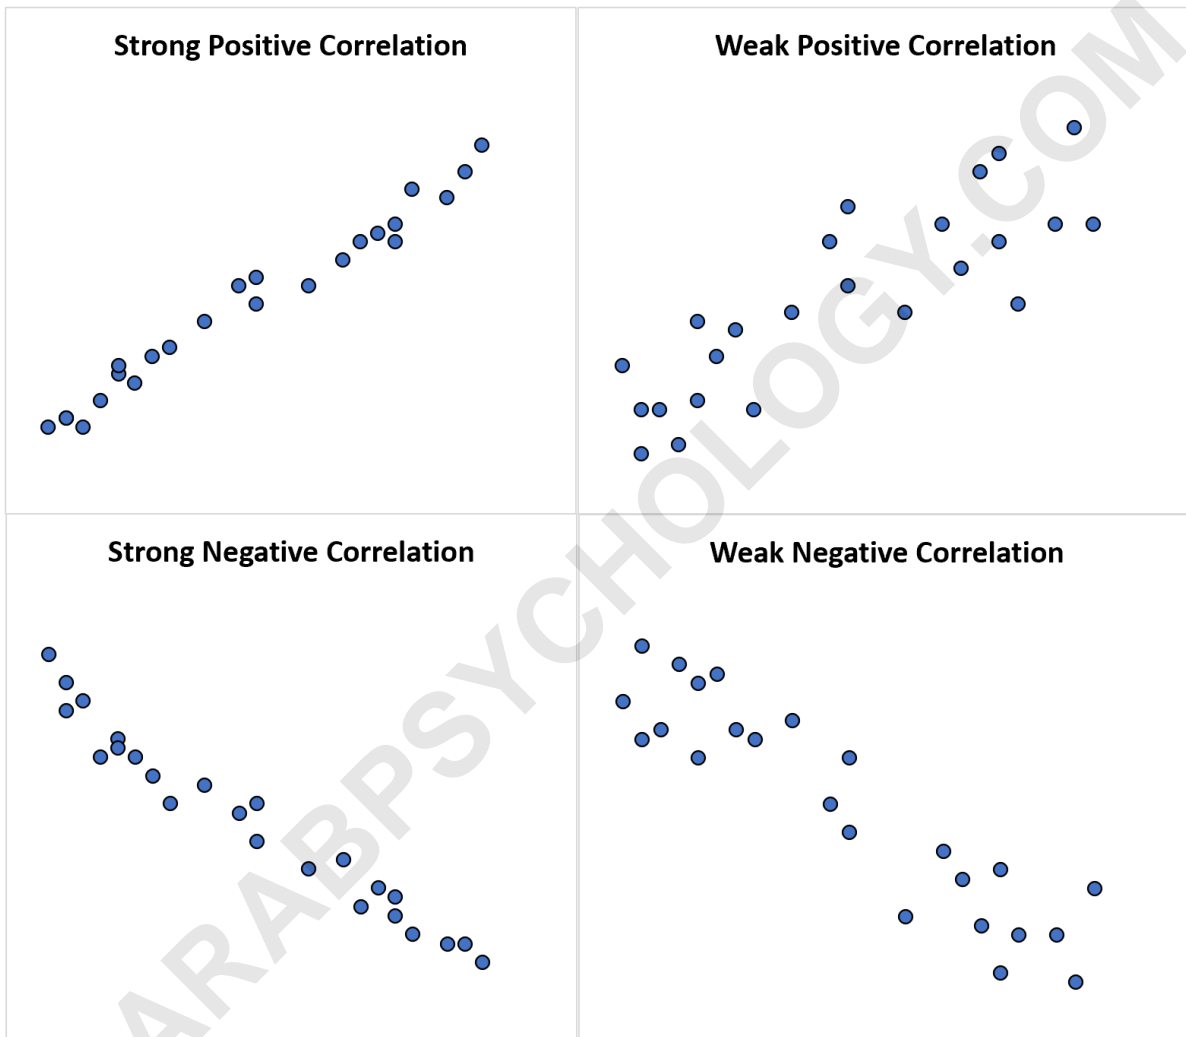 Strong Positive Correlation
Weak Positive Correlation
Strong Negative Correlation
Weak Negative Correlation
ARABPSYCHOLOGY.COM